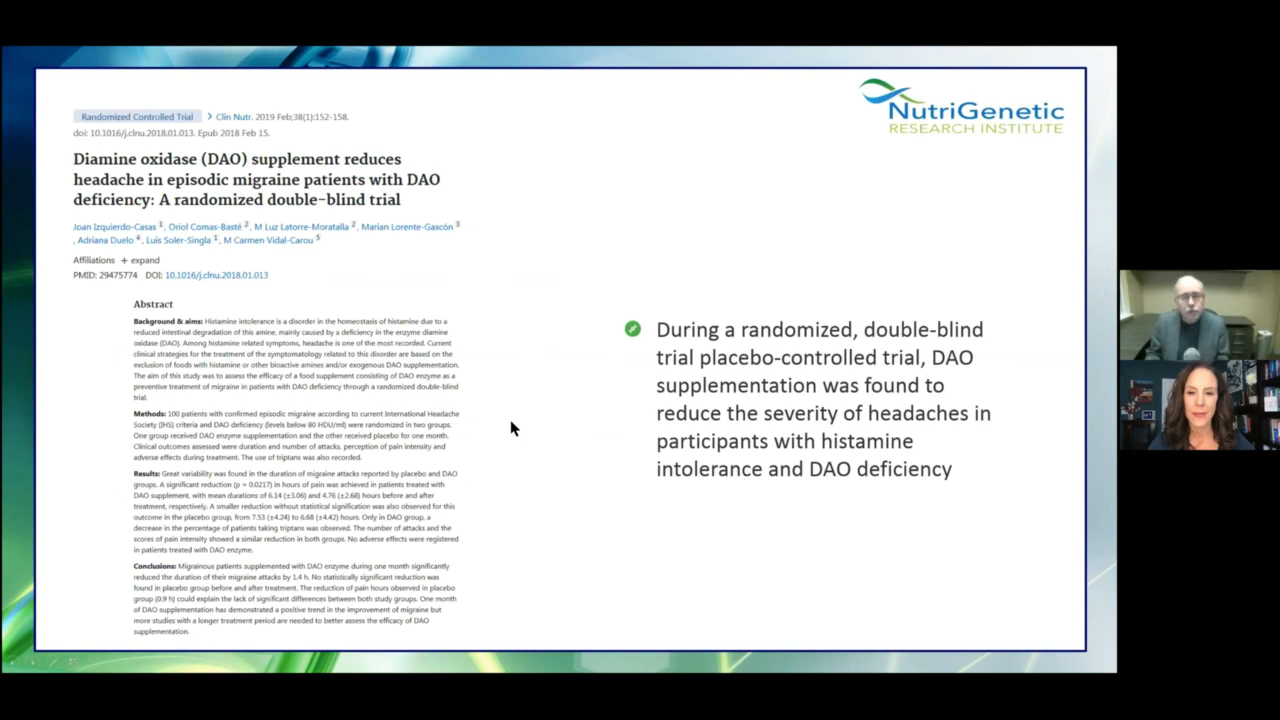 NutriGenetic
RESEARCH INSTITUTE
Randomized Controlled Trial > Clin Nutr. 2019 Feb;38(1):152-158.
doi: 10.1016/j.clnu.2018.01.013. Epub 2018 Feb 15.
Diamine oxidase (DAO) supplement reduces
headache in episodic migraine patients with DAO
deficiency: A randomized double-blind trial
Joan Izquierdo-Casas 1, Oriol Comas-Basté 2, M Luz Latorre-Moratalla 2, Marian Lorente-Gascón 3
, Adriana Duelo 4, Luis Soler-Singla 1, M Carmen Vidal-Carou 5
Affiliations + expand
PMID: 29475774 DOI: 10.1016/j.clnu.2018.01.013
Abstract
Background & aims: Histamine intolerance is a disorder in the homeostasis of histamine due to a
reduced intestinal degradation of this amine, mainly caused by a deficiency in the enzyme diamine
oxidase (DAO). Among histamine related symptoms, headache is one of the most recorded. Current
clinical strategies for the treatment of the symptomatology related to this disorder are based on the
exclusion of foods with histamine or other bioactive amines and/or exogenous DAO supplementation.
The aim of this study was to assess the efficacy of a food supplement consisting of DAO enzyme as a
preventive treatment of migraine in patients with DAO deficiency through a randomized double-blind
trial.
Methods: 100 patients with confirmed episodic migraine according to current International Headache
Society (IHS) criteria and DAO deficiency (levels below 80 HDU/ml) were randomized in two groups.
One group received DAO enzyme supplementation and the other received placebo for one month.
Clinical outcomes assessed were duration and number of attacks, perception of pain intensity and
adverse effects during treatment. The use of triptans was also recorded.
Results: Great variability was found in the duration of migraine attacks reported by placebo and DAO
groups. A significant reduction (p = 0.0217) in hours of pain was achieved in patients treated with
DAO supplement, with mean durations of 6.14 (±3.06) and 4.76 (±2.68) hours before and after
treatment, respectively. A smaller reduction without statistical signification was also observed for this
outcome in the placebo group, from 7.53 (±4.24) to 6.68 (±4.42) hours. Only in DAO group, a
decrease in the percentage of patients taking triptans was observed. The number of attacks and the
scores of pain intensity showed a similar reduction in both groups. No adverse effects were registered
in patients treated with DAO enzyme.
Conclusions: Migrainous patients supplemented with DAO enzyme during one month significantly
reduced the duration of their migraine attacks by 1.4 h. No statistically significant reduction was
found in placebo group before and after treatment. The reduction of pain hours observed in placebo
group (0.9 h) could explain the lack of significant differences between both study groups. One month
of DAO supplementation has demonstrated a positive trend in the improvement of migraine but
more studies with a longer treatment period are needed to better assess the efficacy of DAO
supplementation.
During a randomized, double-blind
trial placebo-controlled trial, DAO
supplementation was found to
reduce the severity of headaches in
participants with histamine
intolerance and DAO deficiency